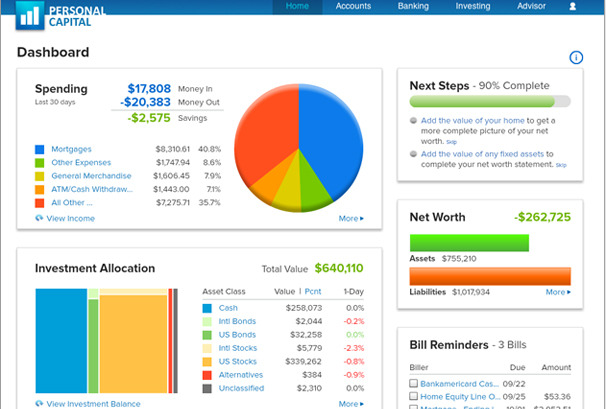 PERSONAL
CAPITAL
Home Accounts Banking Investing Advisor
Dashboard
Spending
Last 30 days
$17,808 Money In
-$20,383 Money Out
-$2,575 Savings
Mortgages $8,310.61 40.8%
Other Expenses $1,747.94 8.6%
General Merchandise $1,606.45 7.9%
ATM/Cash Withdraw... $1,443.00 7.1%
All Other ... $7,275.71 35.7%
View Income More
Investment Allocation Total Value $640,110
Asset Class Value | Pcnt 1-Day
Cash $258,073 0.0%
Intl Bonds $2,044 -0.2%
US Bonds $32,258 0.0%
Intl Stocks $5,779 -2.3%
US Stocks $339,262 -0.8%
Alternatives $384 -0.9%
Unclassified $2,310 0.0%
View Investment Balance More
Next Steps - 90% Complete
Add the value of your home to get a
more complete picture of your net
worth. Skip
Add the value of any fixed assets to
complete your net worth statement. Skip
Net Worth -$262,725
Assets $755,210
Liabilities $1,017,934 More
Bill Reminders - 3 Bills
Biller Due Amount
Bankamericard Cas... 09/22
Home Equity Line O... 09/25 $53.36